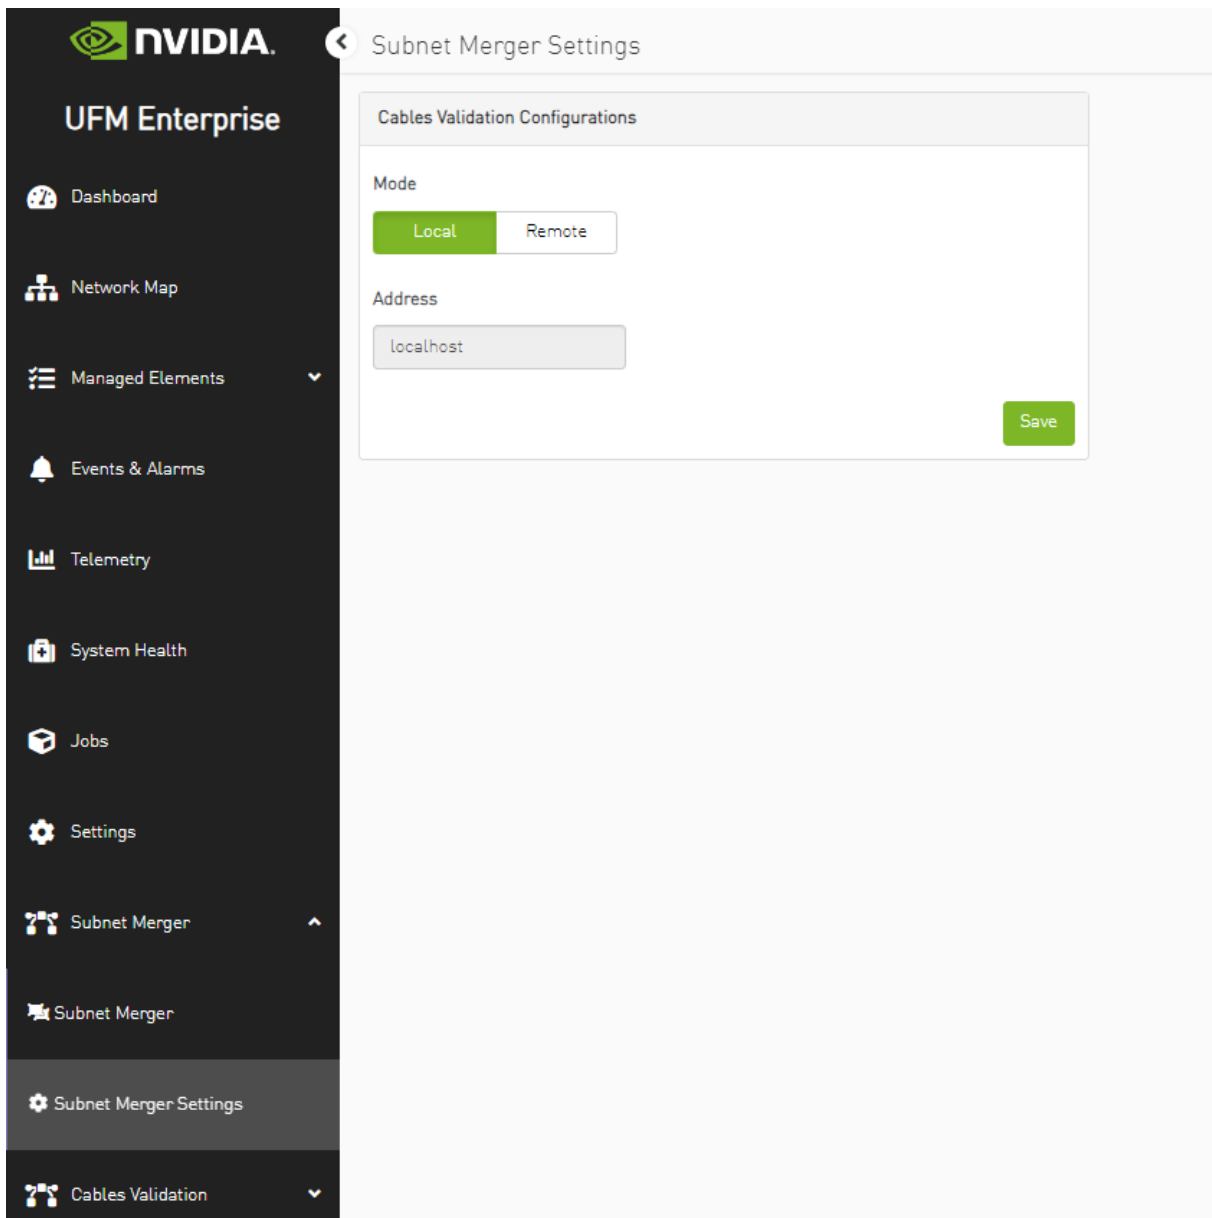 NVIDIA.
UFM Enterprise
Dashboard
Network Map
Managed Elements
Events & Alarms
Telemetry
System Health
Jobs
Settings
Subnet Merger
Subnet Merger
Subnet Merger Settings
Cables Validation
Subnet Merger Settings
Cables Validation Configurations
Mode
Local Remote
Address
localhost
Save